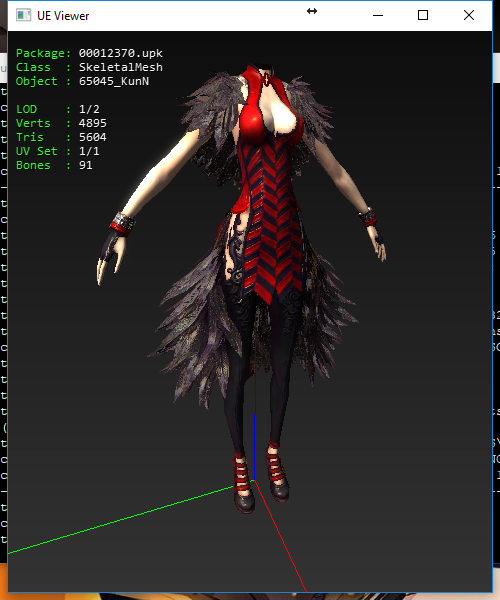 UE Viewer
Package: 00012370.upk
Class : SkeletalMesh
Object : 65045_KunN
LOD : 1/2
Verts : 4895
Tris : 5604
UV Set : 1/1
Bones : 91